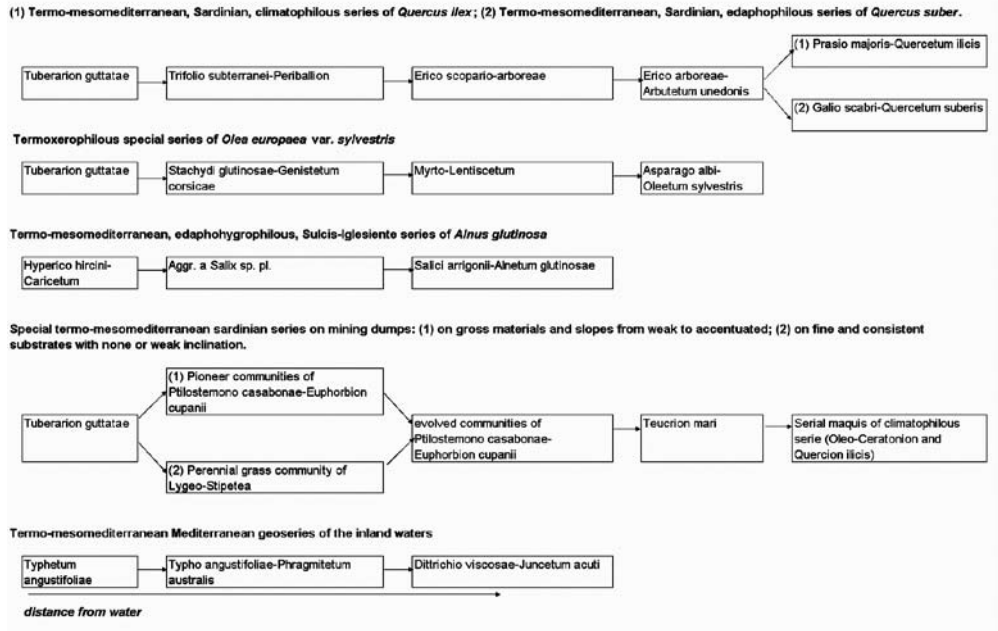 (1) Termo-mesomediterranean, Sardinian, climatophilous series of Quercus ilex; (2) Termo-mesomediterranean, Sardinian, edaphophilous series of Quercus suber.
(1) Prasio majoris-Quercetum ilicis
Tuberarion guttatae
Trifolio subterranei-Periballion
Erico scopario-arboreae
Erico arboreae-
Arbutetum unedonis
(2) Galio scabri-Quercetum suberis
Termoxerophilous special series of Olea europaea var. sylvestris
Tuberarion guttatae
Stachydi glutinosae-Genistetum
corsicae
Myrto-Lentiscetum
Asparago albi-
Oleetum sylvestris
Termo-mesomediterranean, edaphohygrophilous, Sulcis-Iglesiente series of Alnus glutinosa
Hyperico hircini-
Caricetum
Aggr. a Salix sp. pl.
Salici arrigonii-Alnetum glutinosae
Special termo-mesomediterranean sardinian series on mining dumps: (1) on gross materials and slopes from weak to accentuated; (2) on fine and consistent
substrates with none or weak inclination.
(1) Pioneer communities of
Ptilostemono casabonae-Euphorbion
cupanii
Tuberarion guttatae
(2) Perennial grass community of
Lygeo-Stipetea
evolved communities of
Ptilostemono casabonae-
Euphorbion cupanii
Teucrion mari
Serial maquis of climatophilous
serie (Oleo-Ceratonion and
Quercion ilicis)
Termo-mesomediterranean Mediterranean geoseries of the inland waters
Typhetum
angustifoliae
Typho angustifoliae-Phragmitetum
australis
Dittrichio viscosae-Juncetum acuti
distance from water